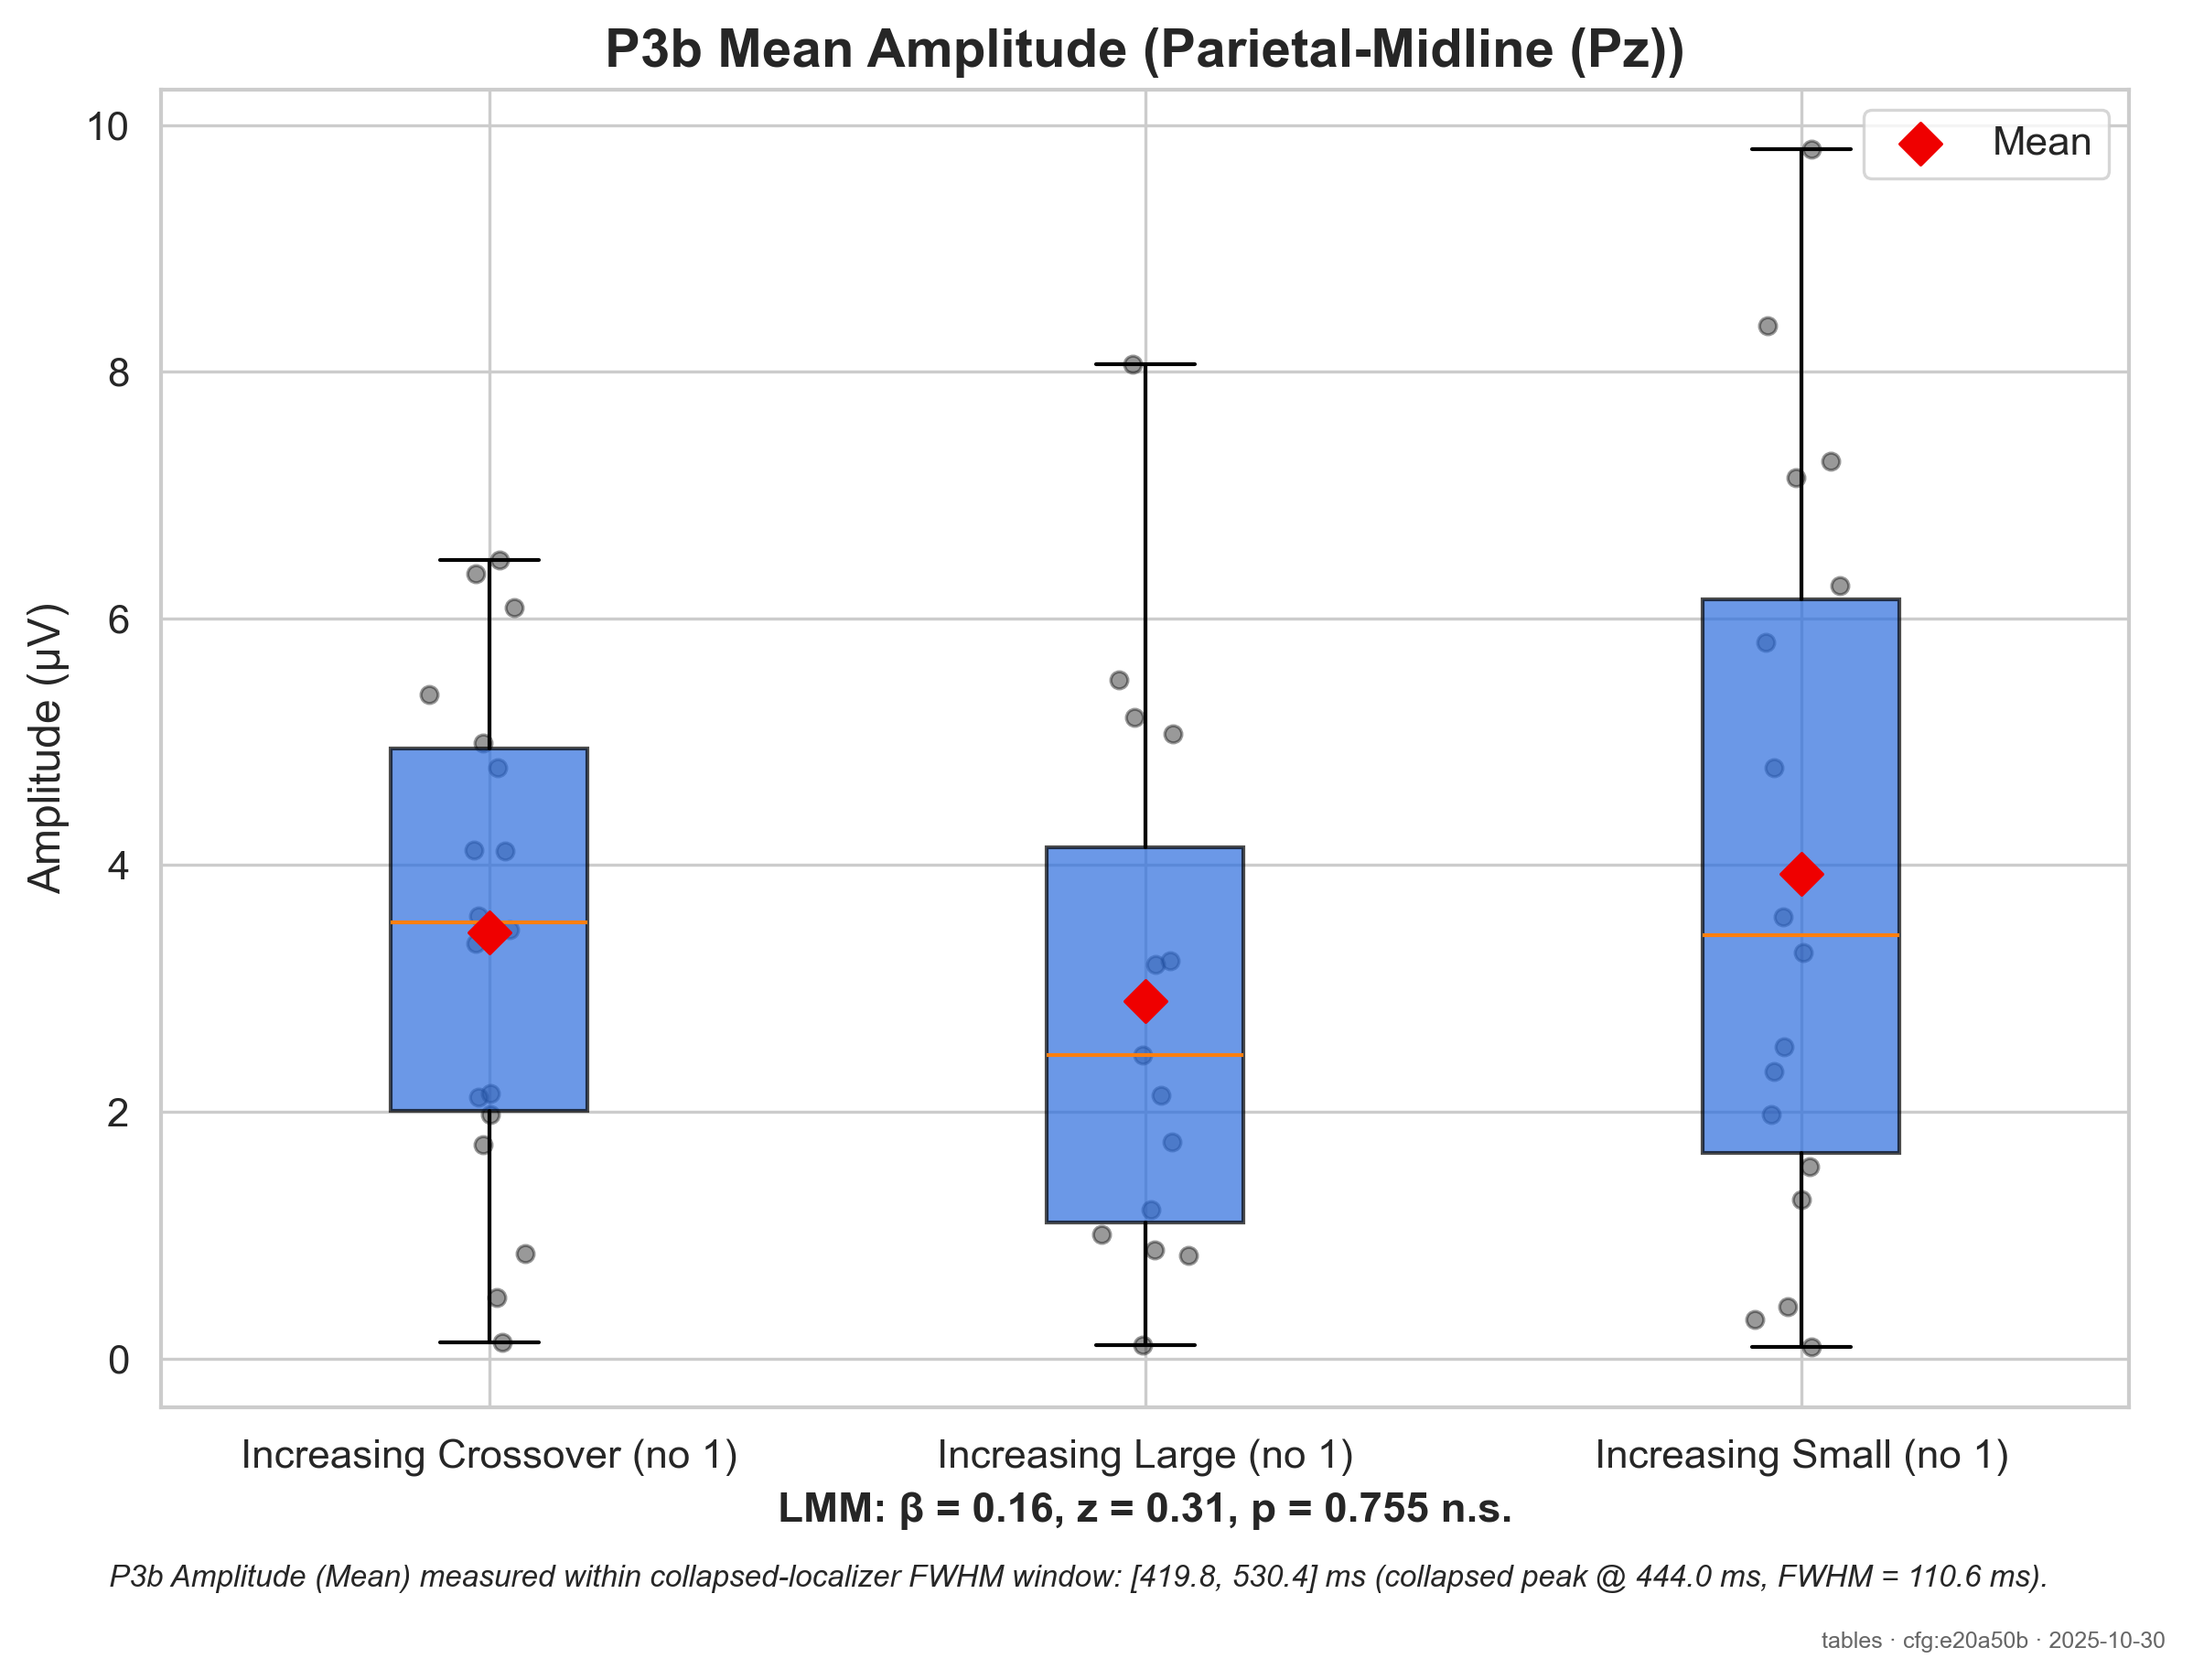 P3b Mean Amplitude (Parietal-Midline (Pz))
Mean
10
8
6
4
2
0
Amplitude (µV)
Increasing Crossover (no 1)
Increasing Large (no 1)
Increasing Small (no 1)
LMM: β = 0.16, z = 0.31, p = 0.755 n.s.
P3b Amplitude (Mean) measured within collapsed-localizer FWHM window: [419.8, 530.4] ms (collapsed peak @ 444.0 ms, FWHM = 110.6 ms).
tables · cfg:e20a50b · 2025-10-30